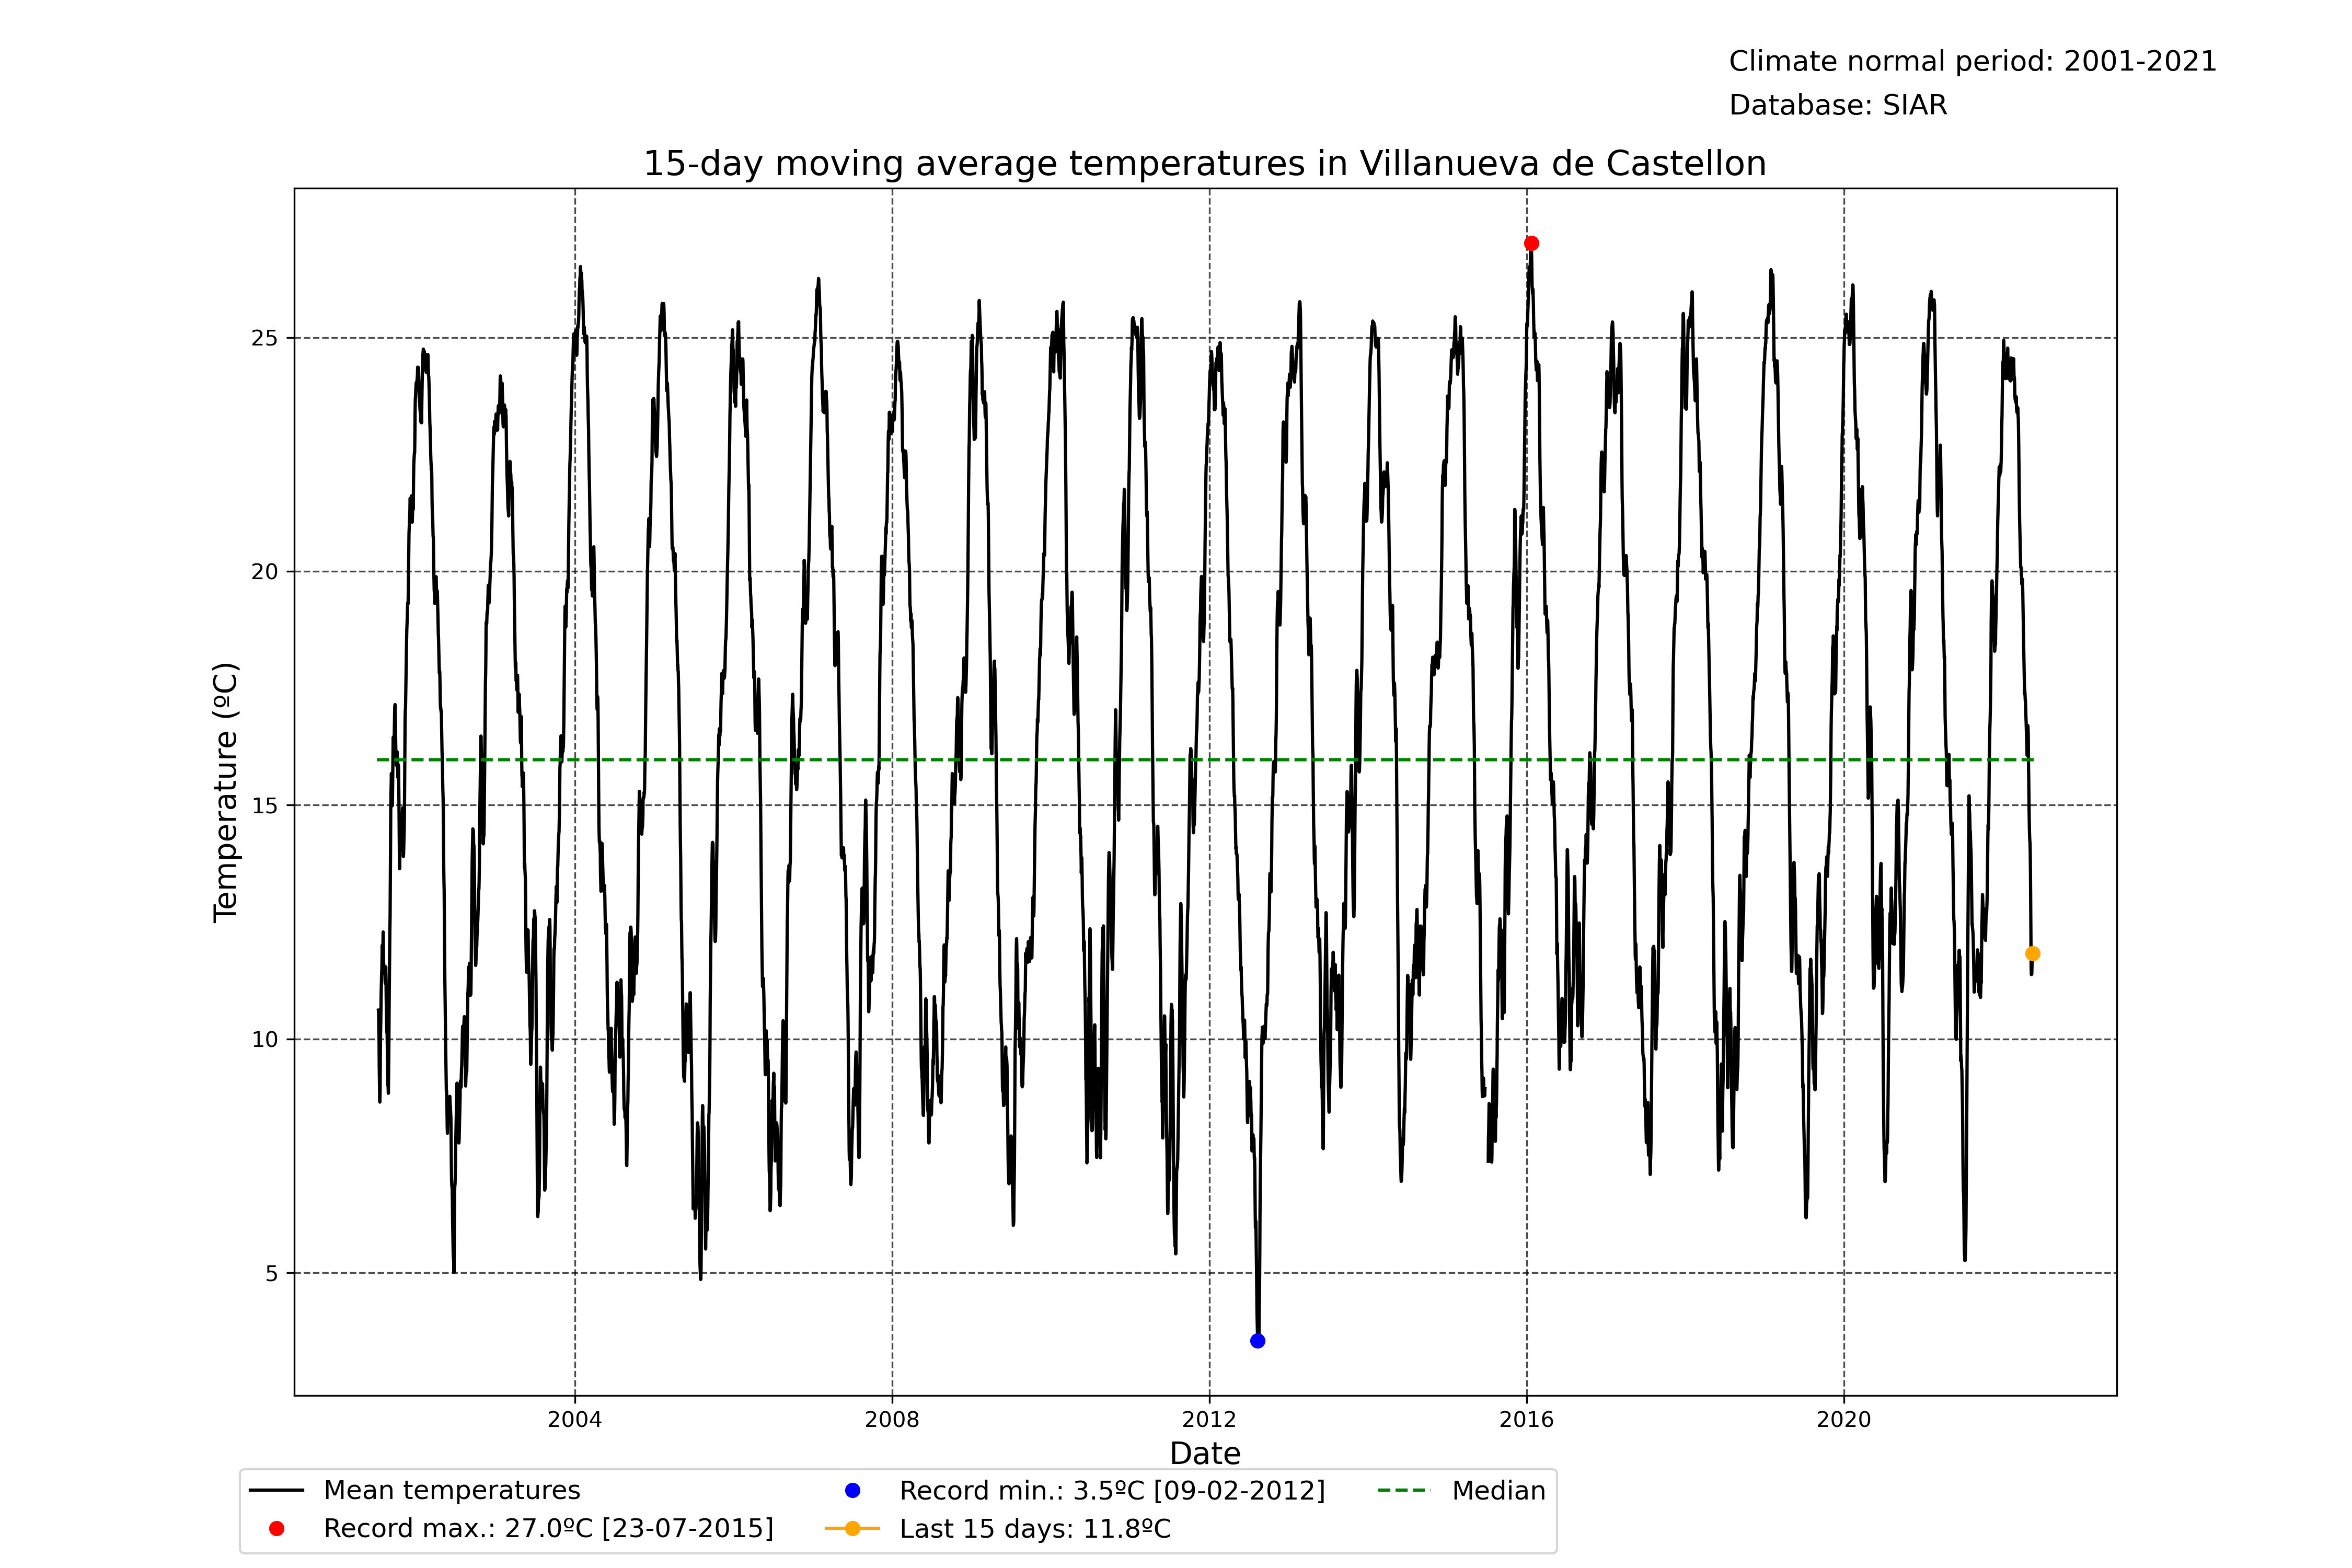 Climate normal period: 2001-2021
Database: SIAR
15-day moving average temperatures in Villanueva de Castellon
25
20
15
10
5
Temperature (ºC)
2004 2008 2012 2016 2020
Date
Mean temperatures
Record max.: 27.0ºC [23-07-2015]
Record min.: 3.5ºC [09-02-2012]
Last 15 days: 11.8ºC
Median